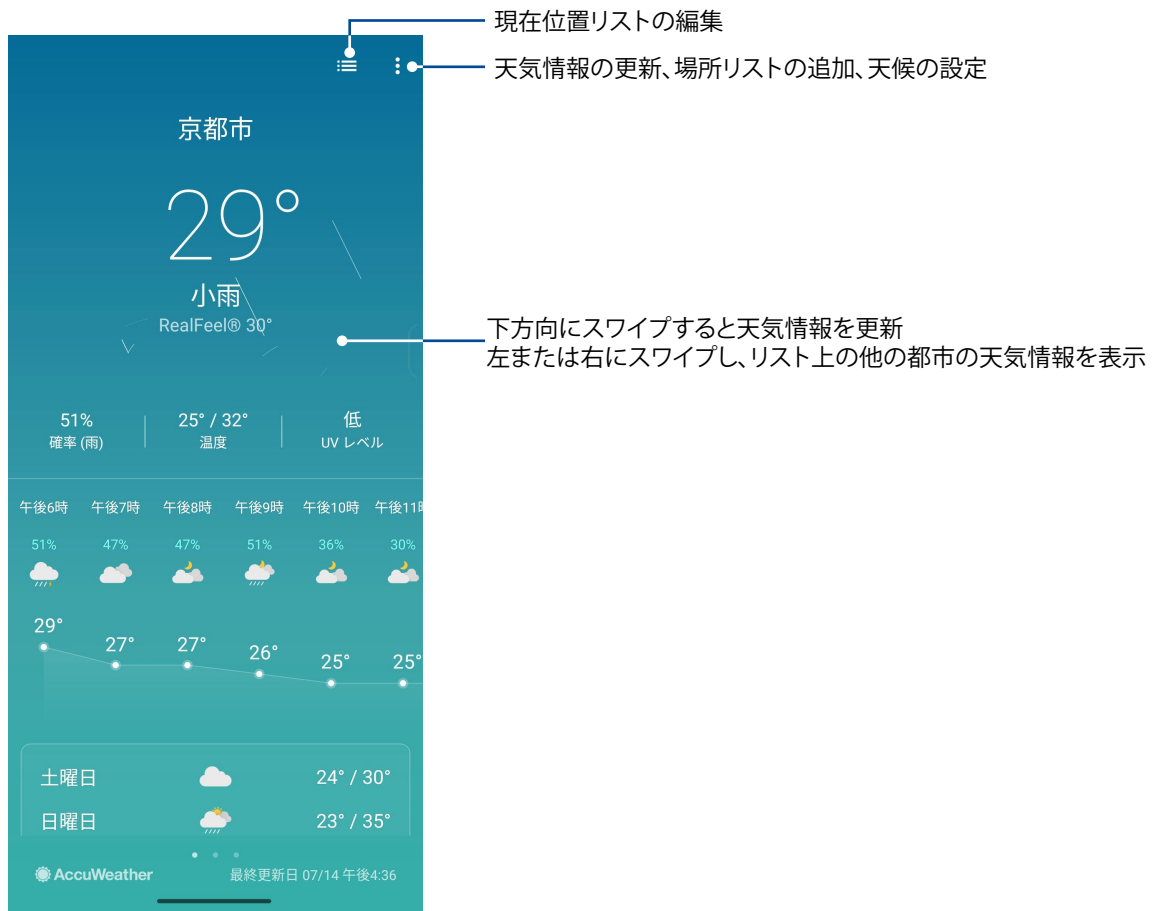 現在位置リストの編集
天気情報の更新、場所リストの追加、天候の設定
京都市
29°
小雨
RealFeel® 30°
下方向にスワイプすると天気情報を更新
左または右にスワイプし、リスト上の他の都市の天気情報を表示
51% 25° / 32° 低
確率 (雨) 温度 UV レベル
午後6時 午後7時 午後8時 午後9時 午後10時 午後11時
51% 47% 47% 51% 36% 30%
29° 27° 27° 26° 25° 25°
土曜日 24° / 30°
日曜日 23° / 35°
AccuWeather 最終更新日 07/14 午後4:36